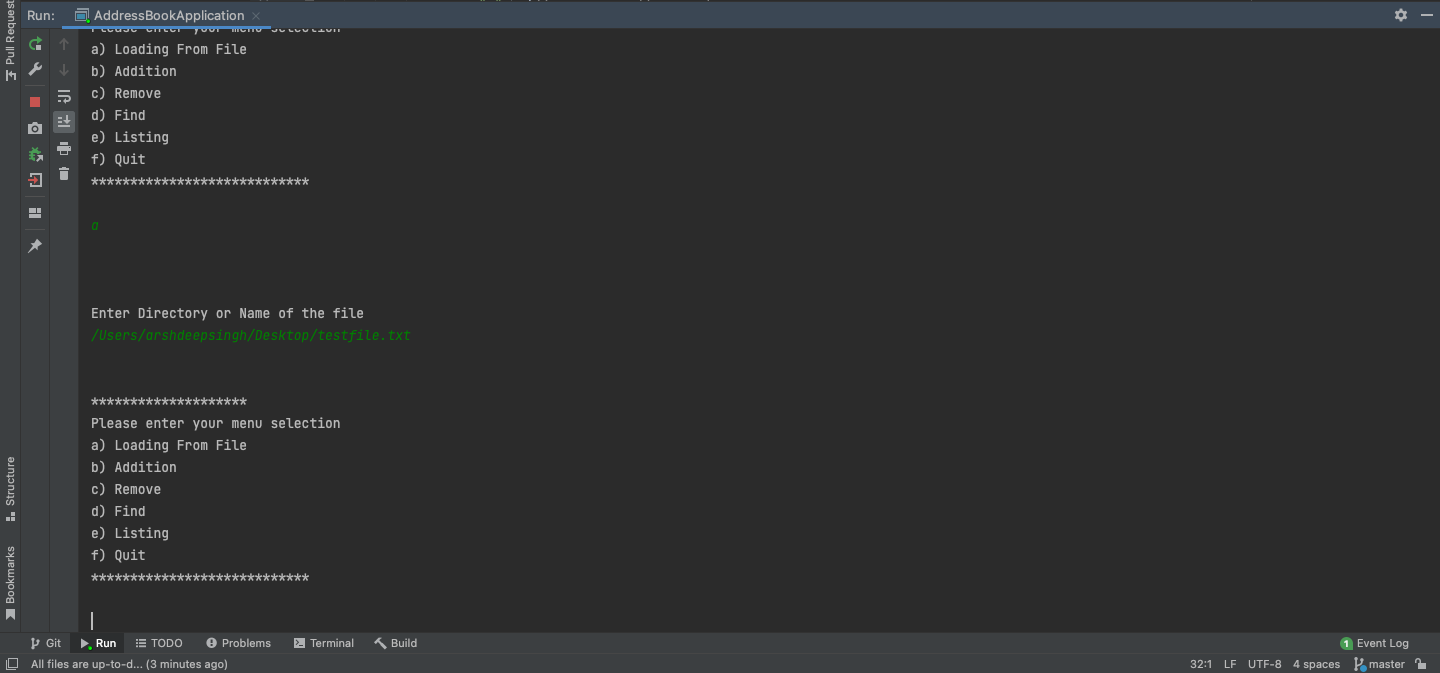 Run: AddressBookApplication
Pull Request
Please enter your menu selection
a) Loading From File
b) Addition
c) Remove
d) Find
e) Listing
f) Quit
****************************
a
Enter Directory or Name of the file
/Users/arshdeepsingh/Desktop/testfile.txt
********************
Please enter your menu selection
a) Loading From File
b) Addition
c) Remove
d) Find
e) Listing
f) Quit
****************************
Structure
Bookmarks
Git Run TODO Problems Terminal Build 1 Event Log
All files are up-to-d... (3 minutes ago) 32:1 LF UTF-8 4 spaces master